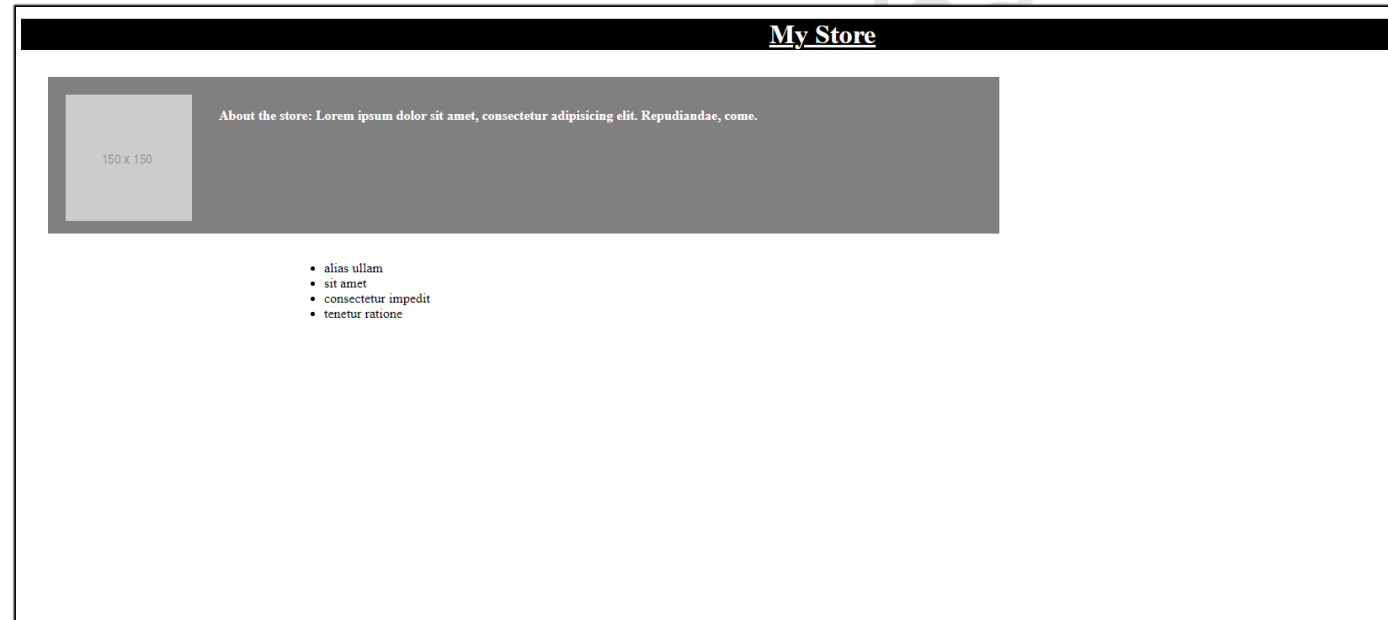 My Store
About the store: Lorem ipsum dolor sit amet, consectetur adipisicing elit. Repudiandae, come.
150 x 150
alias ullam
sit amet
consectetur impedit
tenetur ratione